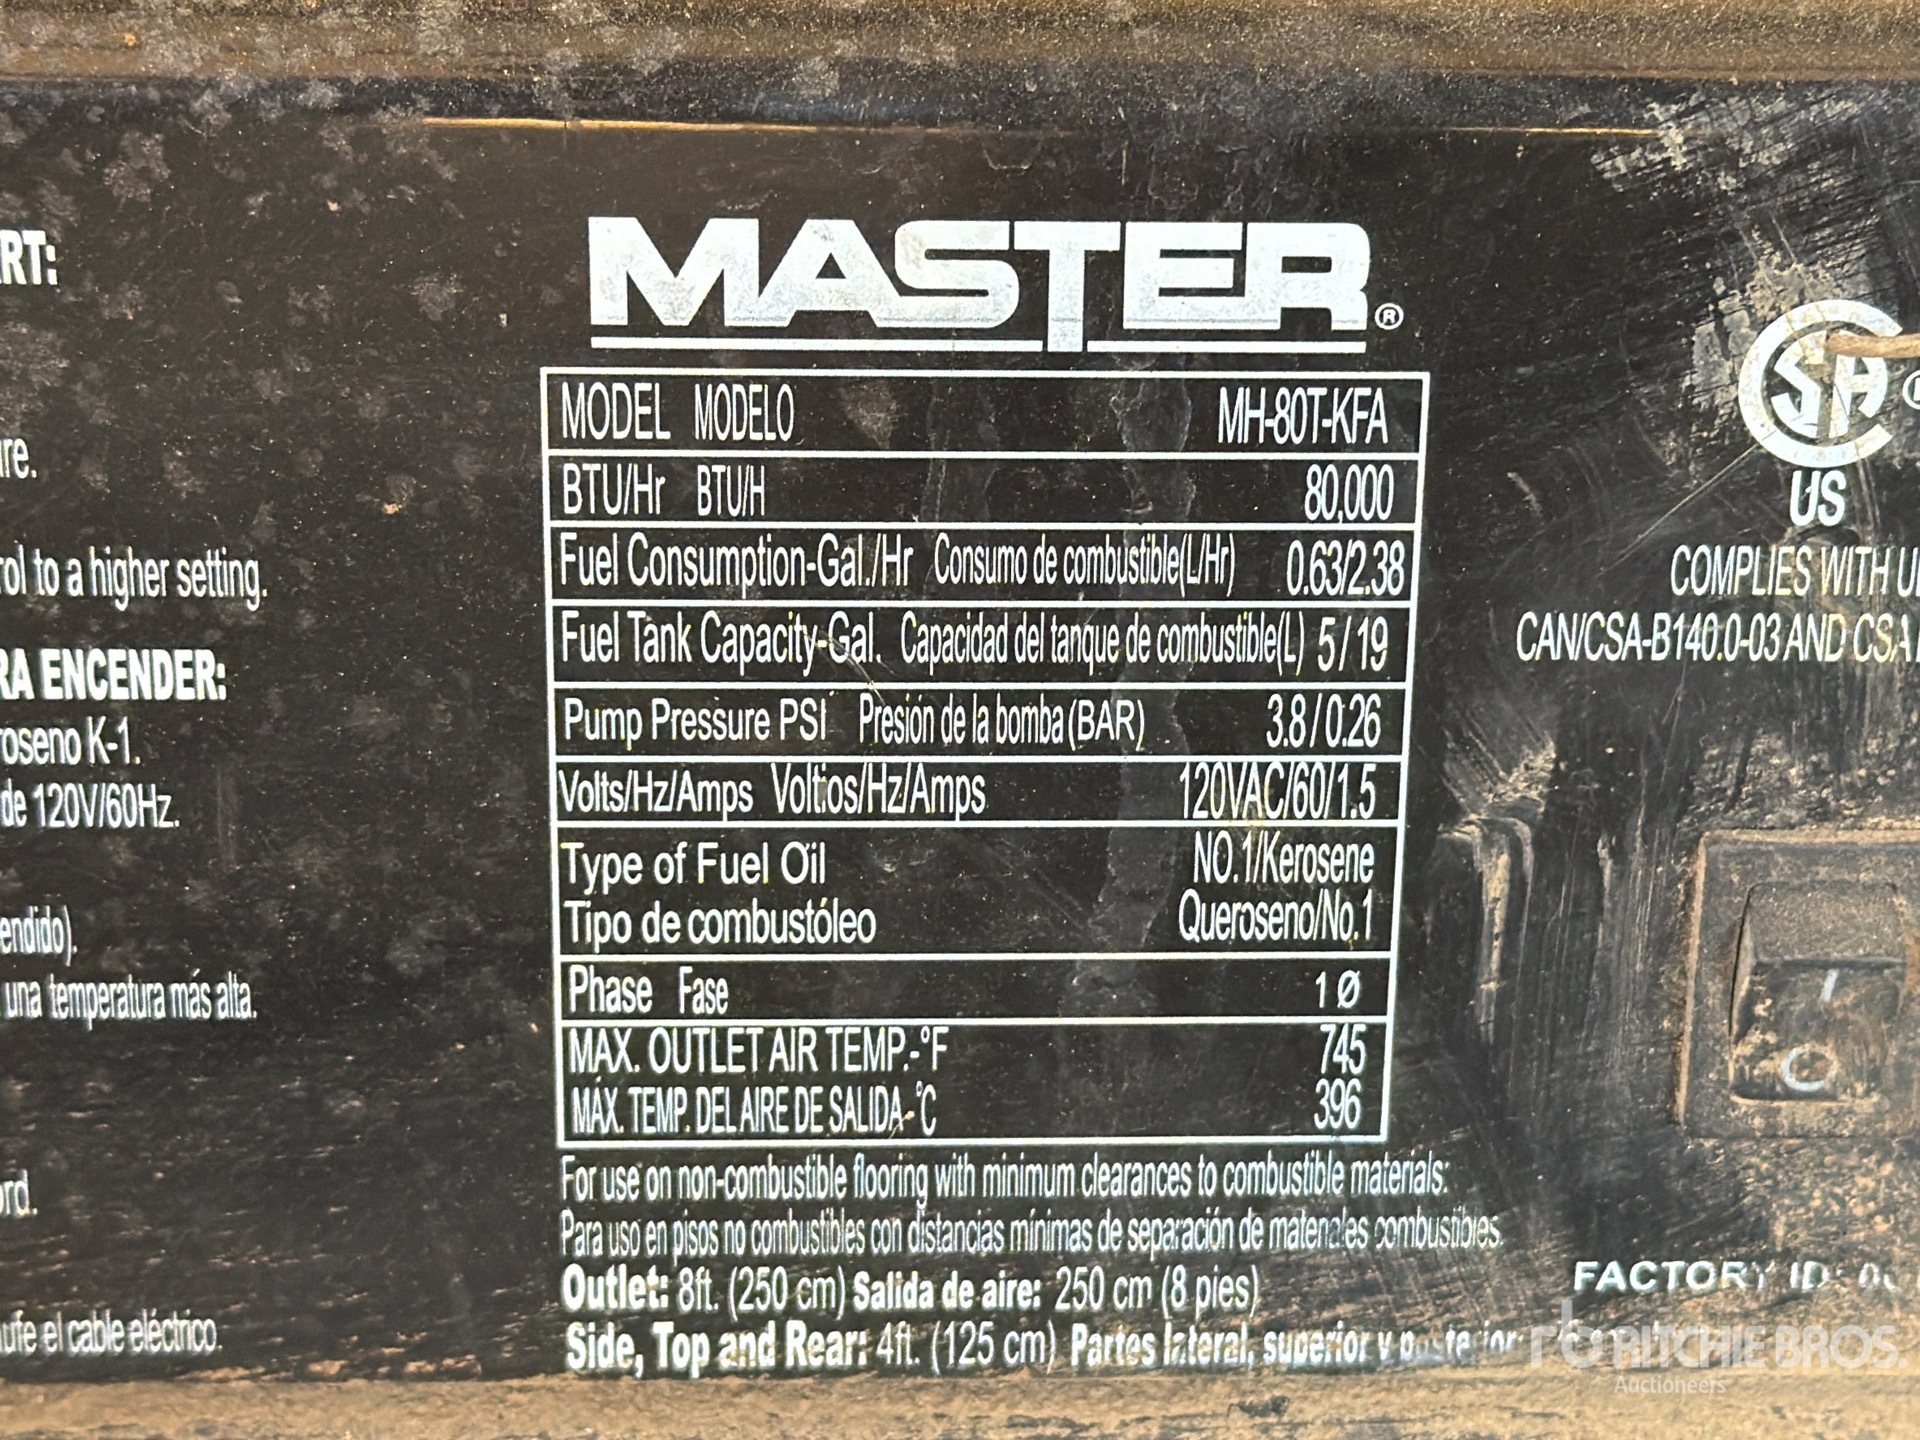 RT:
re.
rol to a higher setting.
RA ENCENDER:
roseno K-1.
de 120V/60Hz.
endido).
una temperatura más alta.
ord.
ufe el cable eléctrico.
MASTER®
MODEL MODELO MH-80T-KFA
BTU/Hr BTU/H 80,000
Fuel Consumption-Gal./Hr Consumo de combustible(L/Hr) 0.63/2.38
Fuel Tank Capacity-Gal. Capacidad del tanque de combustible(L) 5/19
Pump Pressure PSI Presión de la bomba(BAR) 3.8/0.26
Volts/Hz/Amps Voltios/Hz/Amps 120VAC/60/1.5
Type of Fuel Oil NO.1/Kerosene
Tipo de combustóleo Queroseno/No.1
Phase Fase 1 Ø
MAX. OUTLET AIR TEMP.-°F 745
MÁX. TEMP. DEL AIRE DE SALIDA-°C 396
For use on non-combustible flooring with minimum clearances to combustible materials:
Para uso en pisos no combustibles con distancias mínimas de separación de materiales combustibles.
Outlet: 8ft. (250 cm) Salida de aire: 250 cm (8 pies)
Side, Top and Rear: 4ft. (125 cm) Partes lateral, superior y posterior:
CSA
US
COMPLIES WITH U
CAN/CSA-B140.0-03 AND CSA
I
O
FACTORY ID:
rb RITCHIE BROS.
Auctioneers